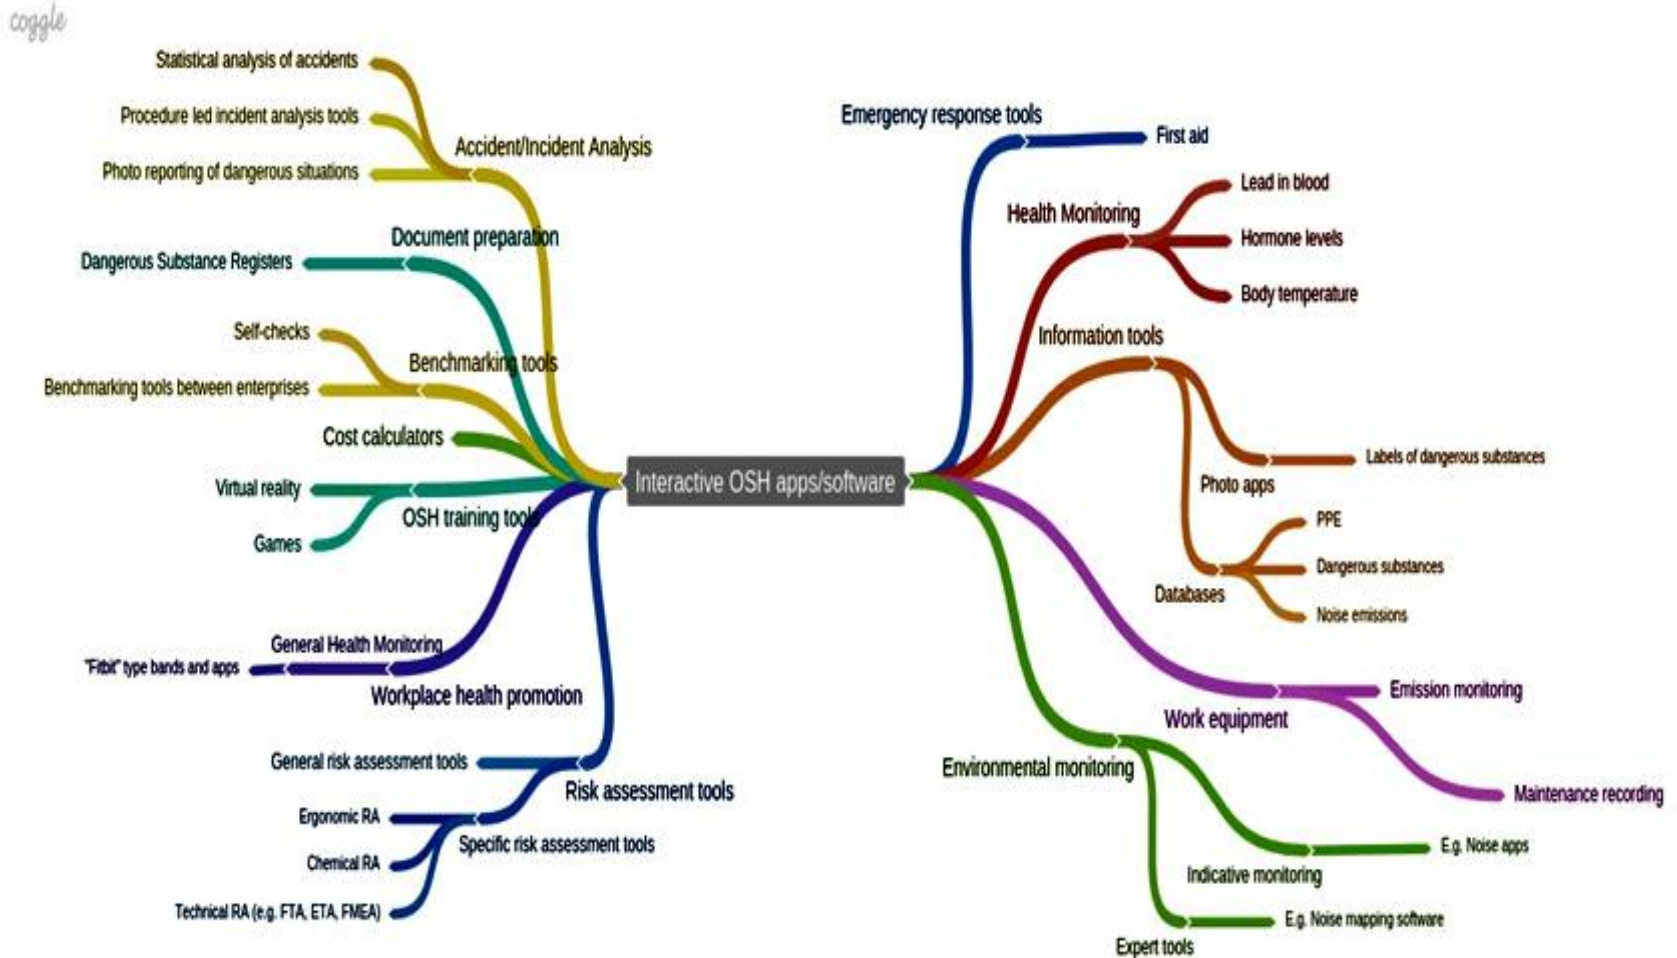 coggle
Statistical analysis of accidents
Procedure led incident analysis tools
Photo reporting of dangerous situations
Accident/Incident Analysis
Document preparation
Dangerous Substance Registers
Self-checks
Benchmarking tools
Benchmarking tools between enterprises
Cost calculators
Virtual reality
OSH training tools
Games
General Health Monitoring
"Fitbit" type bands and apps
Workplace health promotion
General risk assessment tools
Risk assessment tools
Ergonomic RA
Specific risk assessment tools
Chemical RA
Technical RA (e.g. FTA, ETA, FMEA)
Interactive OSH apps/software
Emergency response tools
First aid
Lead in blood
Health Monitoring
Hormone levels
Body temperature
Information tools
Labels of dangerous substances
Photo apps
PPE
Dangerous substances
Databases
Noise emissions
Emission monitoring
Work equipment
Environmental monitoring
Maintenance recording
E.g. Noise apps
Indicative monitoring
E.g. Noise mapping software
Expert tools